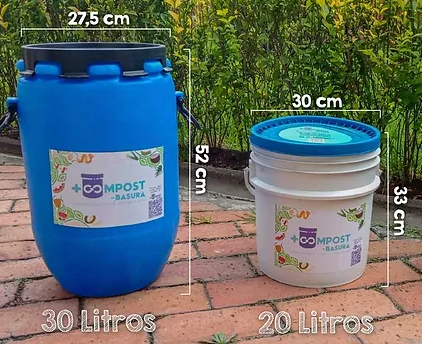 27,5 cm
30 cm
52 cm
33 cm
+COMPOST
-BASURA
+COMPOST
-BASURA
30 Litros
20 Litros